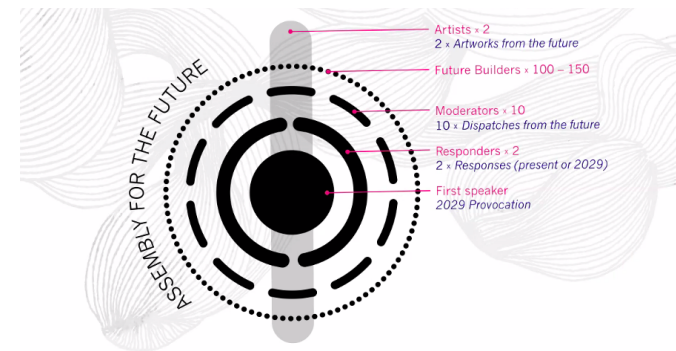 ASSEMBLY FOR THE FUTURE
Artists x 2
2 x Artworks from the future
Future Builders x 100 – 150
Moderators x 10
10 x Dispatches from the future
Responders x 2
2 x Responses (present or 2029)
First speaker
2029 Provocation